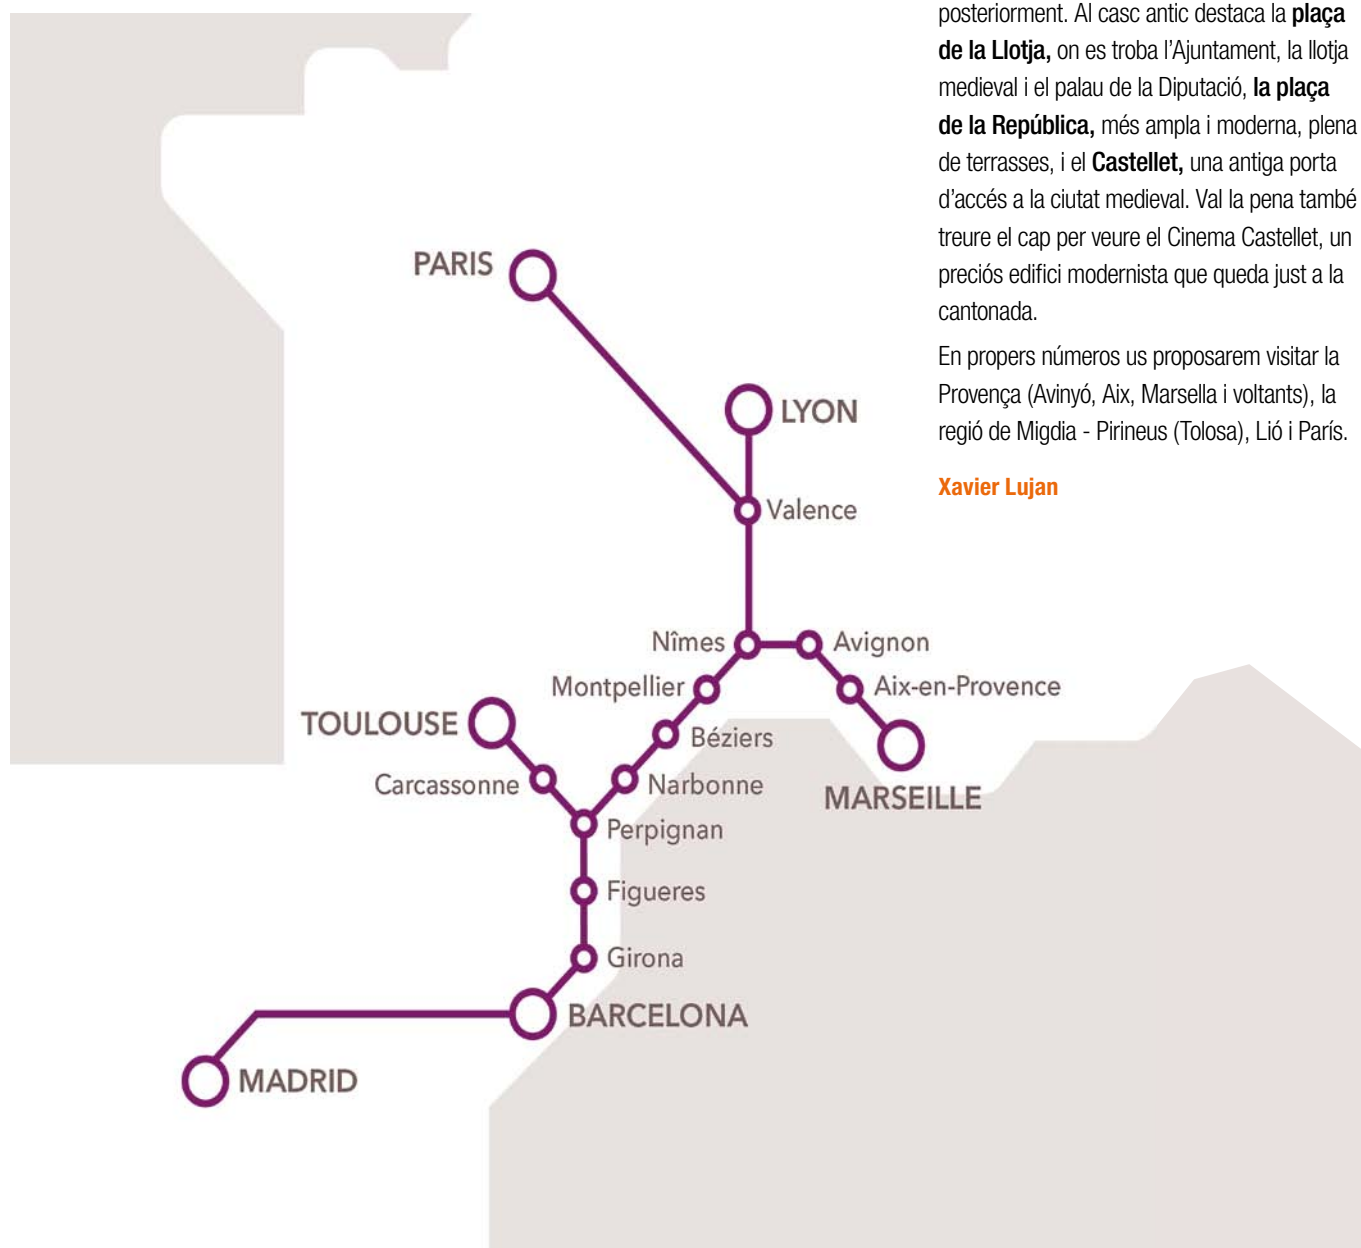 posteriorment. Al casc antic destaca la plaça
de la Llotja, on es troba l’Ajuntament, la llotja
medieval i el palau de la Diputació, la plaça
de la República, més ampla i moderna, plena
de terrasses, i el Castellet, una antiga porta
d’accés a la ciutat medieval. Val la pena també
treure el cap per veure el Cinema Castellet, un
preciós edifici modernista que queda just a la
cantonada.
En propers números us proposarem visitar la
Provença (Avinyó, Aix, Marsella i voltants), la
regió de Migdia - Pirineus (Tolosa), Lió i París.
Xavier Lujan
PARIS
LYON
Valence
Nîmes
Avignon
Montpellier
Aix-en-Provence
TOULOUSE
Béziers
Carcassonne
Narbonne
MARSEILLE
Perpignan
Figueres
Girona
BARCELONA
MADRID